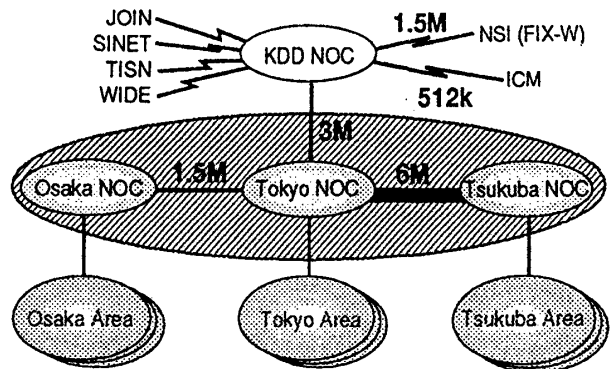 JOIN
SINET
TISN
WIDE
KDD NOC
1.5M
NSI (FIX-W)
ICM
512k
3M
Osaka NOC
1.5M
Tokyo NOC
6M
Tsukuba NOC
Osaka Area
Tokyo Area
Tsukuba Area